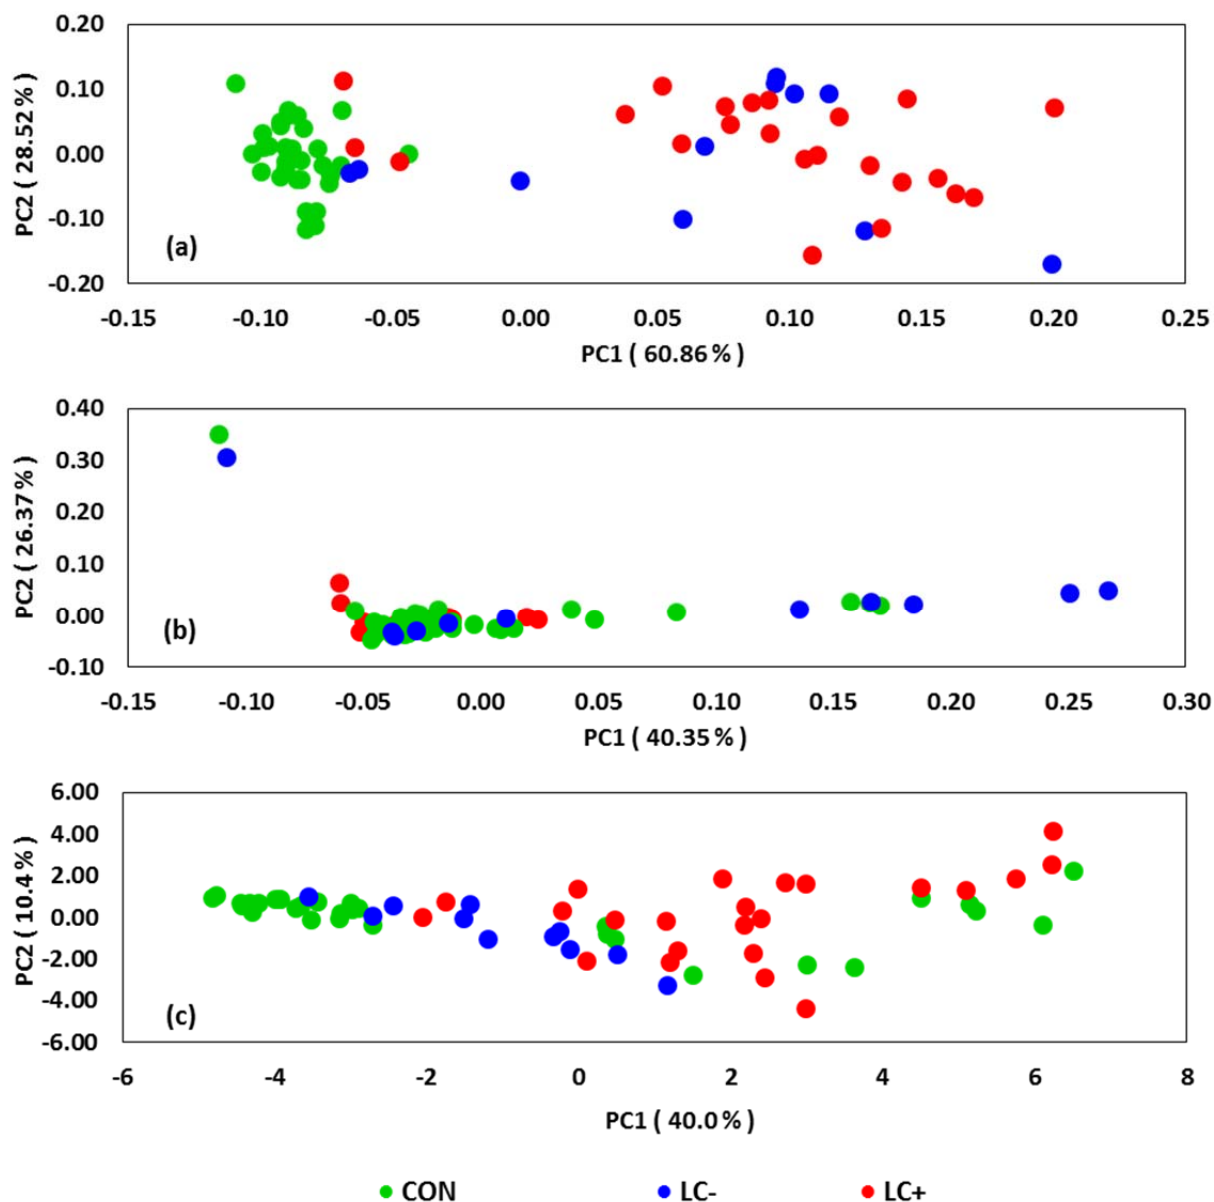 0.20
0.10
0.00
-0.10
-0.20
PC2 ( 28.52 % )
(a)
-0.15 -0.10 -0.05 0.00 0.05 0.10 0.15 0.20 0.25
PC1 ( 60.86 % )
0.40
0.30
0.20
0.10
0.00
-0.10
PC2 ( 26.37 % )
(b)
-0.15 -0.10 -0.05 0.00 0.05 0.10 0.15 0.20 0.25 0.30
PC1 ( 40.35 % )
6.00
4.00
2.00
0.00
-2.00
-4.00
-6.00
PC2 ( 10.4 % )
(c)
-6 -4 -2 0 2 4 6 8
PC1 ( 40.0 % )
CON LC- LC+